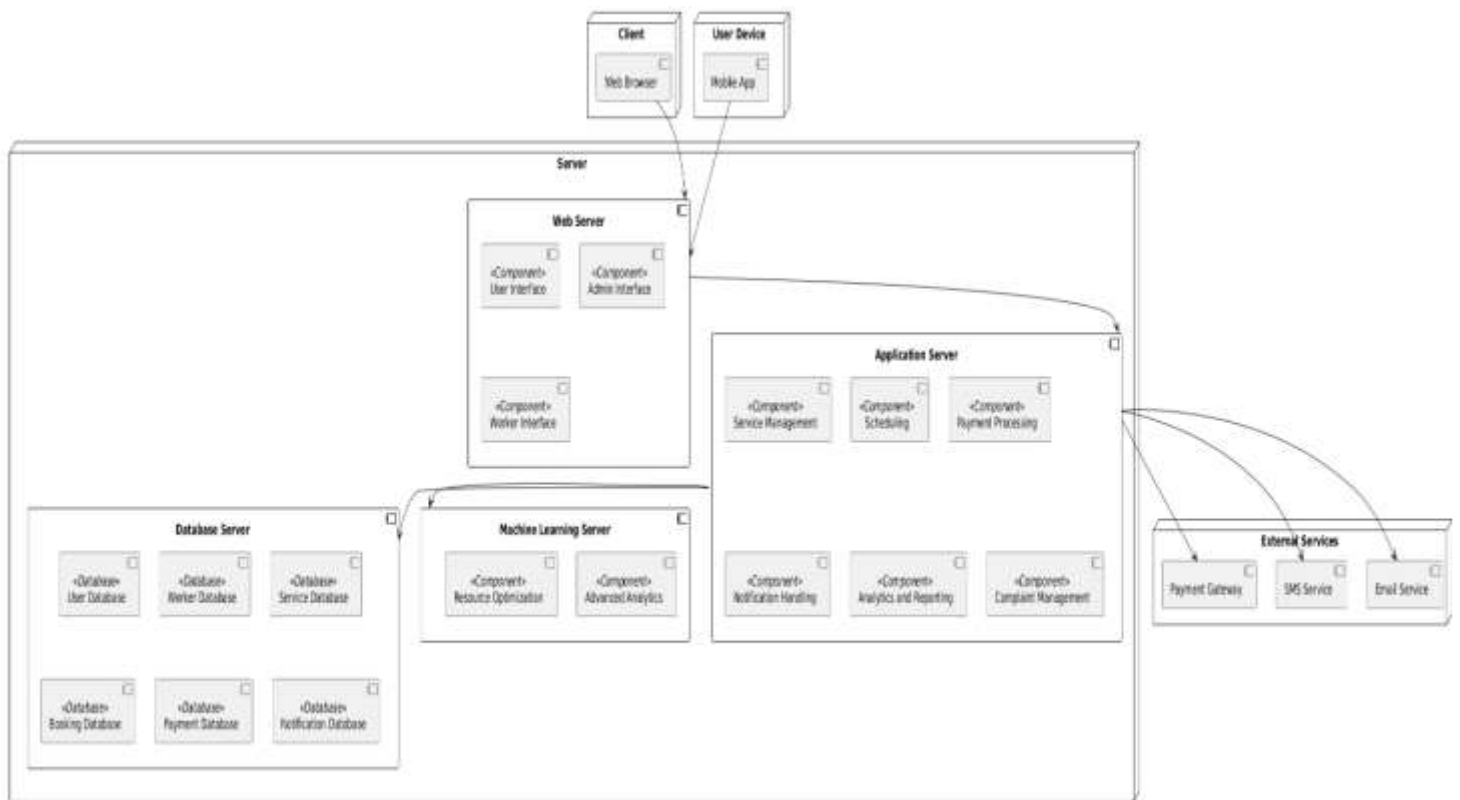 Client
Web Browser
User Device
Mobile App
Server
Web Server
«Component»
User Interface
«Component»
Admin Interface
«Component»
Worker Interface
Application Server
«Component»
Service Management
«Component»
Scheduling
«Component»
Payment Processing
«Component»
Notification Handling
«Component»
Analytics and Reporting
«Component»
Complaint Management
Database Server
«Database»
User Database
«Database»
Worker Database
«Database»
Service Database
«Database»
Booking Database
«Database»
Payment Database
«Database»
Notification Database
Machine Learning Server
«Component»
Resource Optimization
«Component»
Advanced Analytics
External Services
Payment Gateway
SMS Service
Email Service